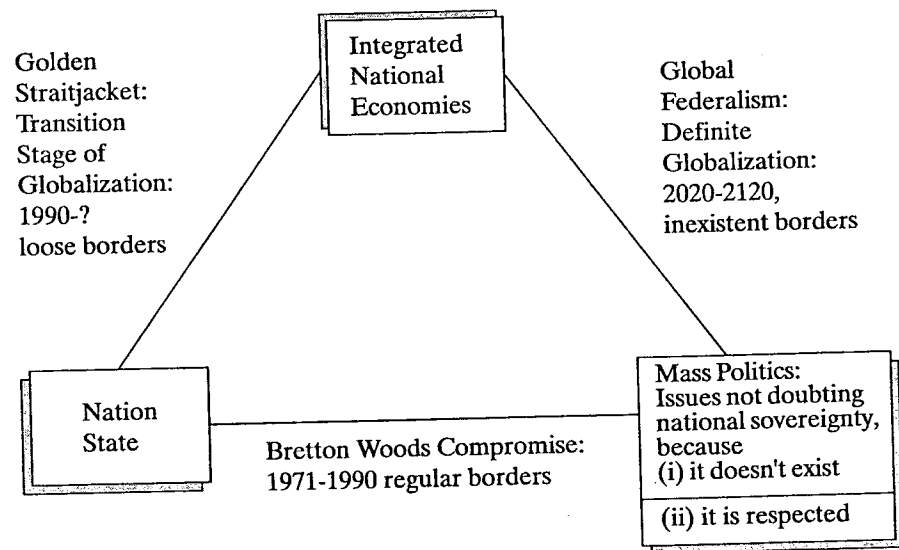 Golden
Straitjacket:
Transition
Stage of
Globalization:
1990-?
loose borders
Integrated
National
Economies
Global
Federalism:
Definite
Globalization:
2020-2120,
inexistent borders
Nation
State
Bretton Woods Compromise:
1971-1990 regular borders
Mass Politics:
Issues not doubting
national sovereignty,
because
(i) it doesn't exist
(ii) it is respected